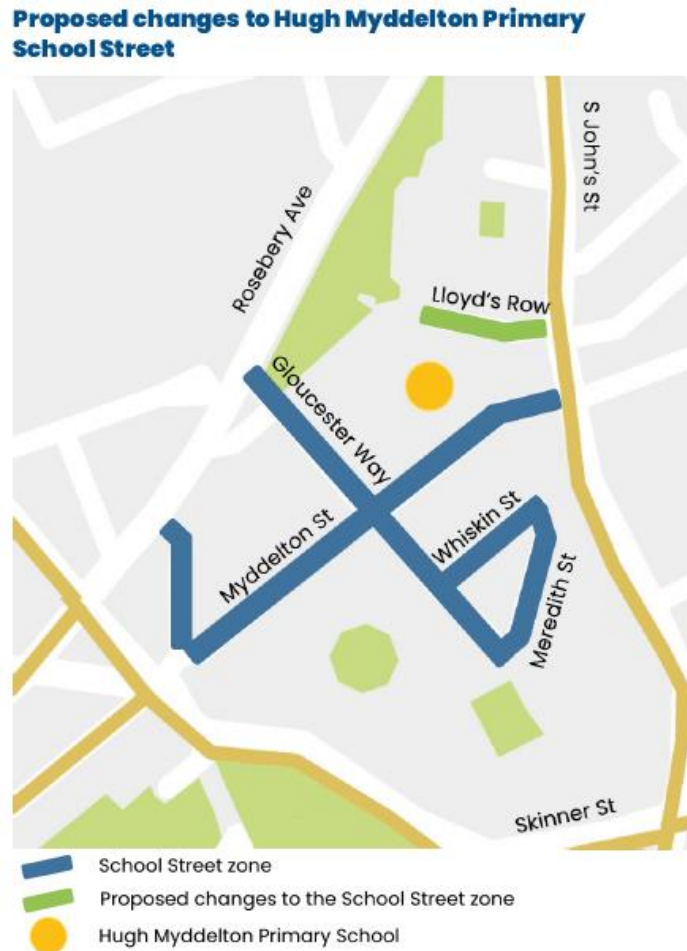 Proposed changes to Hugh Myddelton Primary
School Street
S John's St
Rosebery Ave
Lloyd's Row
Gloucester Way
Myddelton St
Whiskin St
Meredith St
Skinner St
School Street zone
Proposed changes to the School Street zone
Hugh Myddelton Primary School